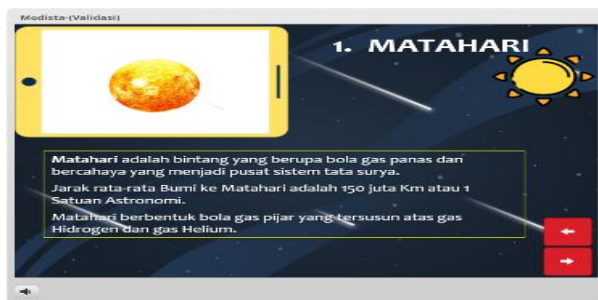 Medista-(Validasi)
1. MATAHARI
Matahari adalah bintang yang berupa bola gas panas dan
bercahaya yang menjadi pusat sistem tata surya.
Jarak rata-rata Bumi ke Matahari adalah 150 juta Km atau 1
Satuan Astronomi.
Matahari berbentuk bola gas pijar yang tersusun atas gas
Hidrogen dan gas Helium.